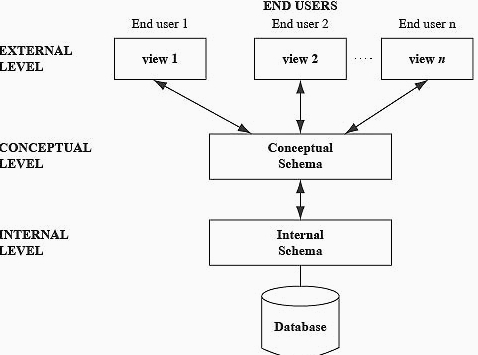 END USERS
End user 1
End user 2
End user n
EXTERNAL
LEVEL
view 1
view 2
....
view n
CONCEPTUAL
LEVEL
Conceptual
Schema
INTERNAL
LEVEL
Internal
Schema
Database